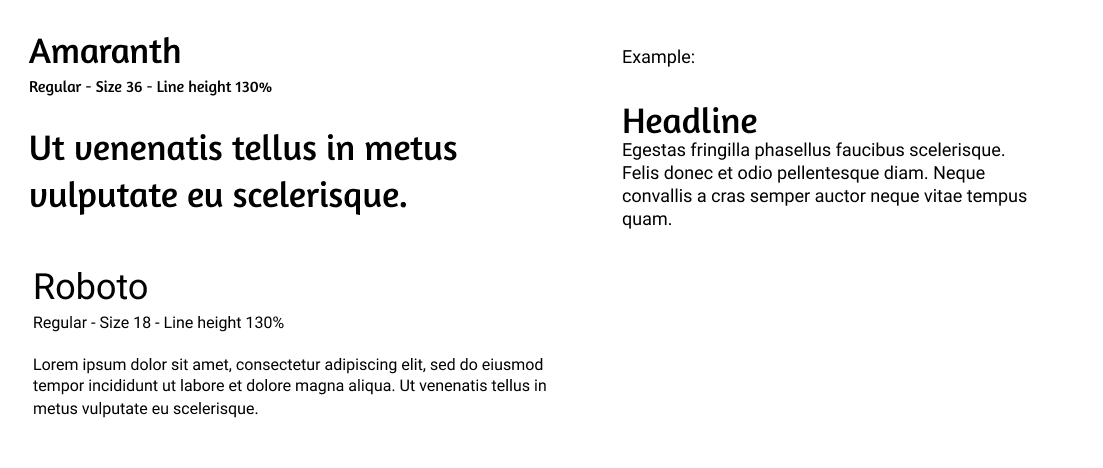 Amaranth
Regular - Size 36 - Line height 130%
Ut venenatis tellus in metus
vulputate eu scelerisque.
Roboto
Regular - Size 18 - Line height 130%
Lorem ipsum dolor sit amet, consectetur adipiscing elit, sed do eiusmod
tempor incididunt ut labore et dolore magna aliqua. Ut venenatis tellus in
metus vulputate eu scelerisque.
Example:
Headline
Egestas fringilla phasellus faucibus scelerisque.
Felis donec et odio pellentesque diam. Neque
convallis a cras semper auctor neque vitae tempus
quam.